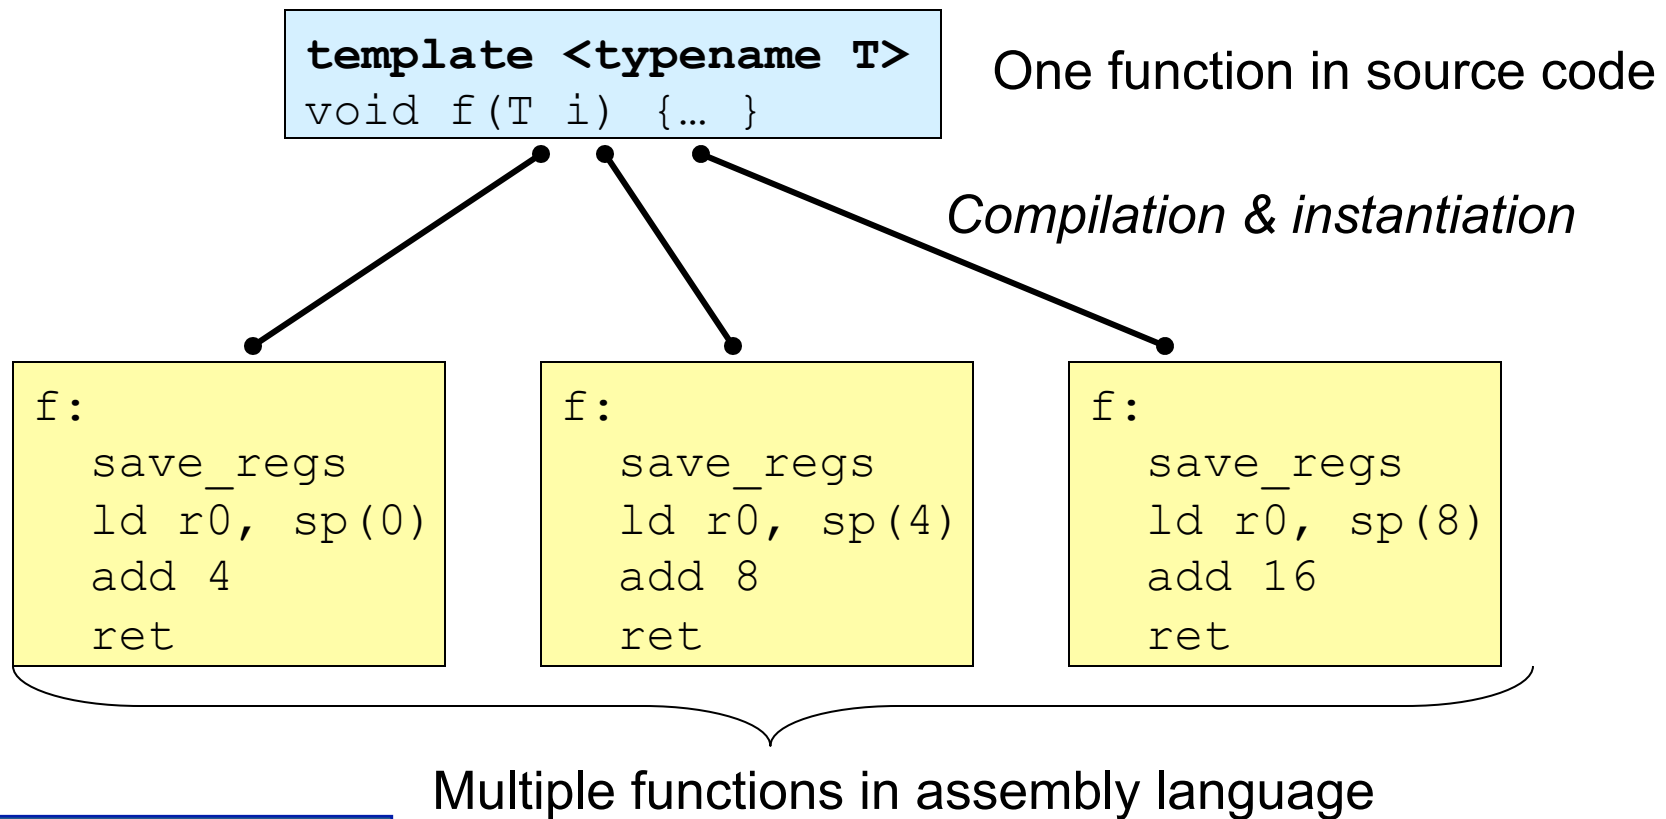 template <typename T>
void f(T i) {… }
One function in source code
Compilation & instantiation
f:
save_regs
ld r0, sp(0)
add 4
ret
f:
save_regs
ld r0, sp(4)
add 8
ret
f:
save_regs
ld r0, sp(8)
add 16
ret
Multiple functions in assembly language